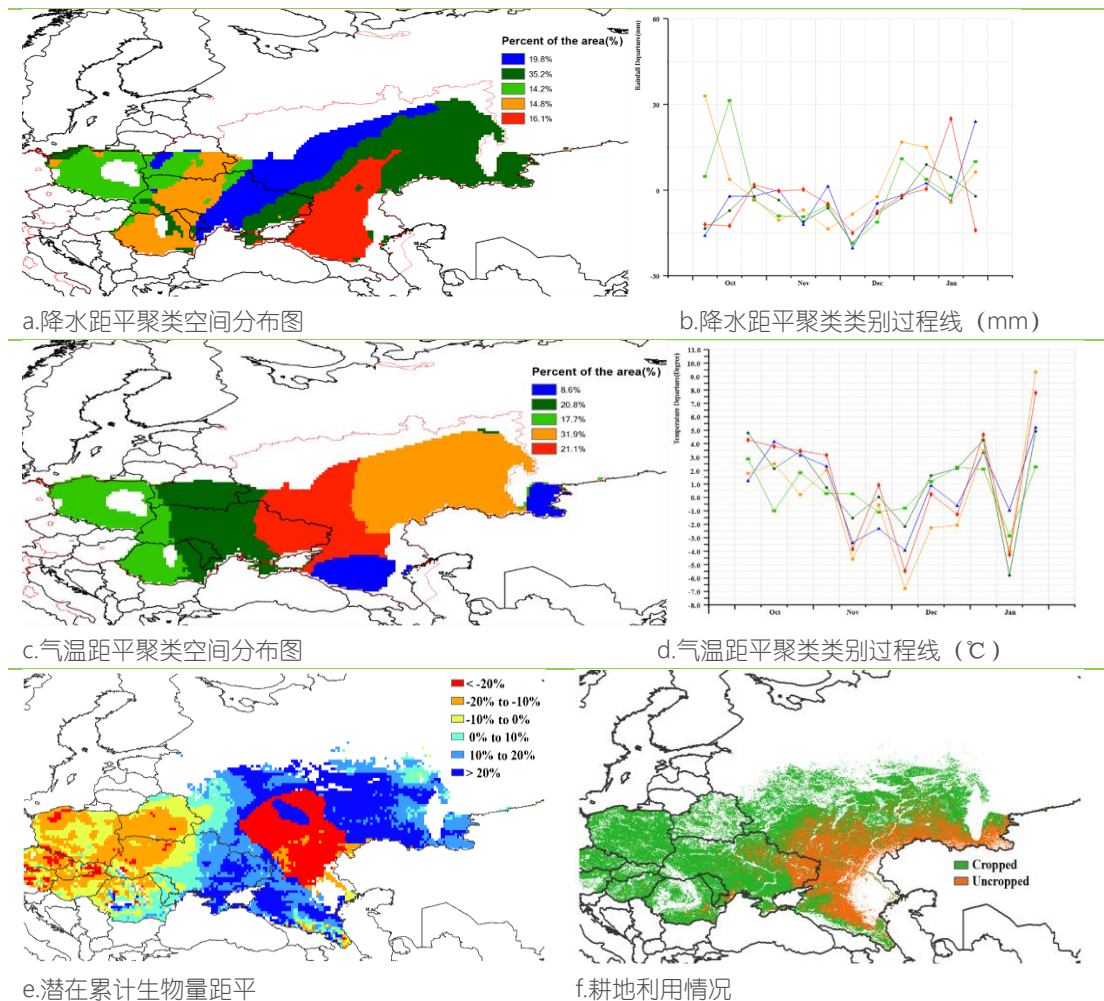 Percent of the area(%)
19.8%
35.2%
14.2%
14.8%
16.1%
Rainfall Departure(mm)
60
30
0
-30
Oct Nov Dec Jan
a.降水距平聚类空间分布图 b.降水距平聚类类别过程线（mm）
Percent of the area(%)
8.6%
20.8%
17.7%
31.9%
21.1%
Temperature Departure(Degree)
11.0
10.0
9.0
8.0
7.0
6.0
5.0
4.0
3.0
2.0
1.0
0.0
-1.0
-2.0
-3.0
-4.0
-5.0
-6.0
-7.0
-8.0
Oct Nov Dec Jan
c.气温距平聚类空间分布图 d.气温距平聚类类别过程线（℃）
< -20%
-20% to -10%
-10% to 0%
0% to 10%
10% to 20%
> 20%
Cropped
Uncropped
e.潜在累计生物量距平 f.耕地利用情况